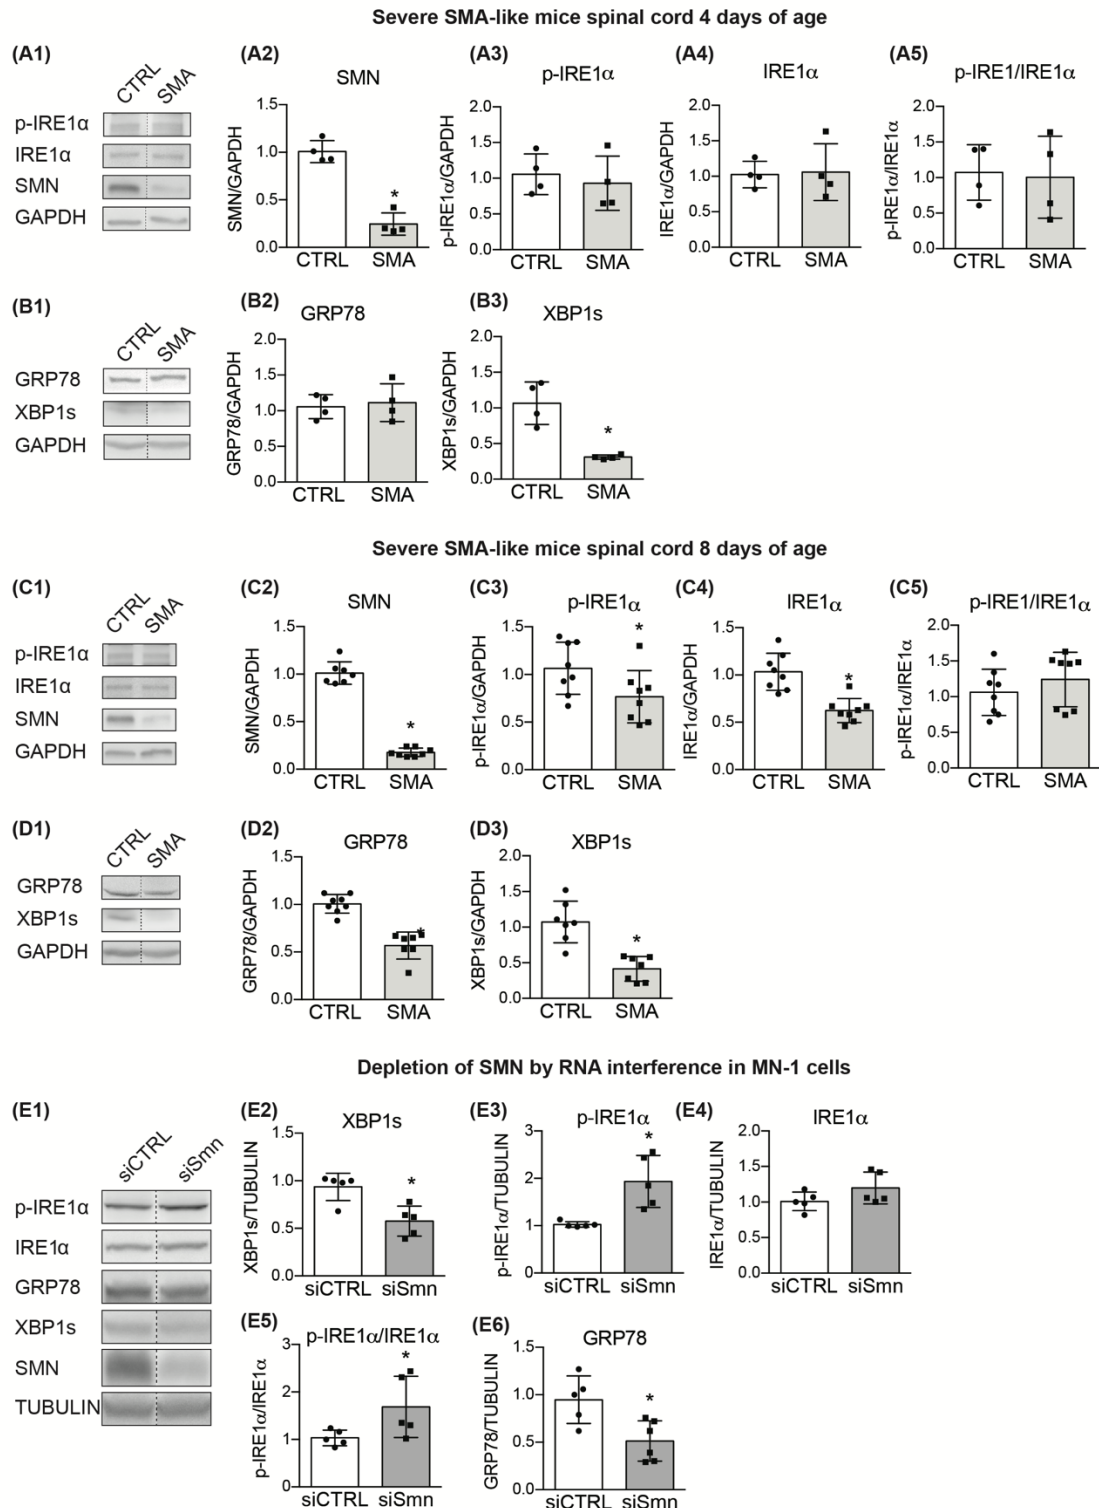 Severe SMA-like mice spinal cord 4 days of age
(A1)
CTRL
SMA
p-IRE1α
IRE1α
SMN
GAPDH
(A2)
SMN
SMN/GAPDH
1.5
1.0
0.5
0.0
*
CTRL SMA
(A3)
p-IRE1α
p-IRE1α/GAPDH
2.0
1.5
1.0
0.5
0.0
CTRL SMA
(A4)
IRE1α
IRE1α/GAPDH
2.0
1.5
1.0
0.5
0.0
CTRL SMA
(A5)
p-IRE1/IRE1α
p-IRE1α/IRE1α
2.0
1.5
1.0
0.5
0.0
CTRL SMA
(B1)
CTRL
SMA
GRP78
XBP1s
GAPDH
(B2)
GRP78
GRP78/GAPDH
2.0
1.5
1.0
0.5
0.0
CTRL SMA
(B3)
XBP1s
XBP1s/GAPDH
2.0
1.5
1.0
0.5
0.0
*
CTRL SMA
Severe SMA-like mice spinal cord 8 days of age
(C1)
CTRL
SMA
p-IRE1α
IRE1α
SMN
GAPDH
(C2)
SMN
SMN/GAPDH
1.5
1.0
0.5
0.0
*
CTRL SMA
(C3)
p-IRE1α
p-IRE1α/GAPDH
1.5
1.0
0.5
0.0
*
CTRL SMA
(C4)
IRE1α
IRE1α/GAPDH
1.5
1.0
0.5
0.0
*
CTRL SMA
(C5)
p-IRE1/IRE1α
p-IRE1α/IRE1α
2.0
1.5
1.0
0.5
0.0
CTRL SMA
(D1)
CTRL
SMA
GRP78
XBP1s
GAPDH
(D2)
GRP78
GRP78/GAPDH
1.5
1.0
0.5
0.0
*
CTRL SMA
(D3)
XBP1s
XBP1s/GAPDH
2.0
1.5
1.0
0.5
0.0
*
CTRL SMA
Depletion of SMN by RNA interference in MN-1 cells
(E1)
siCTRL
siSmn
p-IRE1α
IRE1α
GRP78
XBP1s
SMN
TUBULIN
(E2)
XBP1s
XBP1s/TUBULIN
1.5
1.0
0.5
0.0
*
siCTRL siSmn
(E3)
p-IRE1α
p-IRE1α/TUBULIN
3
2
1
0
*
siCTRL siSmn
(E4)
IRE1α
IRE1α/TUBULIN
2.0
1.5
1.0
0.5
0.0
siCTRL siSmn
(E5)
p-IRE1α/IRE1α
p-IRE1α/IRE1α
3
2
1
0
*
siCTRL siSmn
(E6)
GRP78
GRP78/TUBULIN
1.5
1.0
0.5
0.0
*
siCTRL siSmn